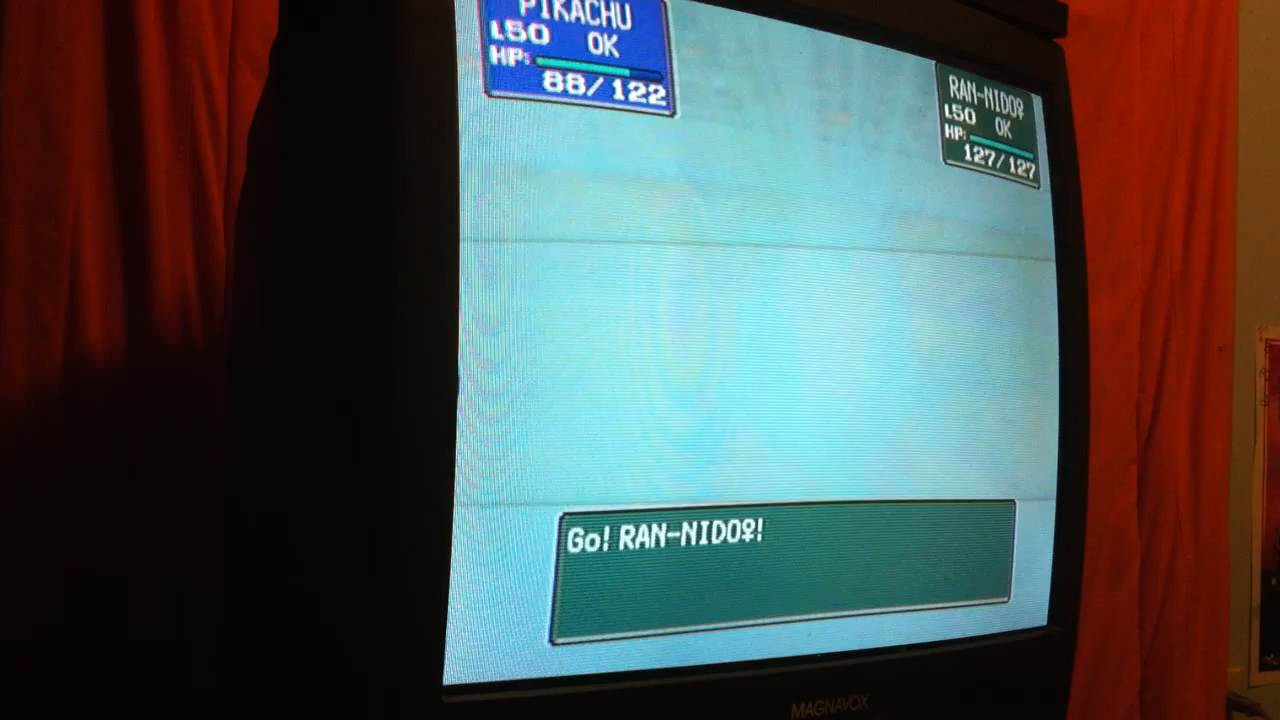 PIKACHU
L50 OK
HP:
88/122
RAN-NIDO♀
L50 OK
HP:
127/127
Go! RAN-NIDO♀!
MAGNAVOX